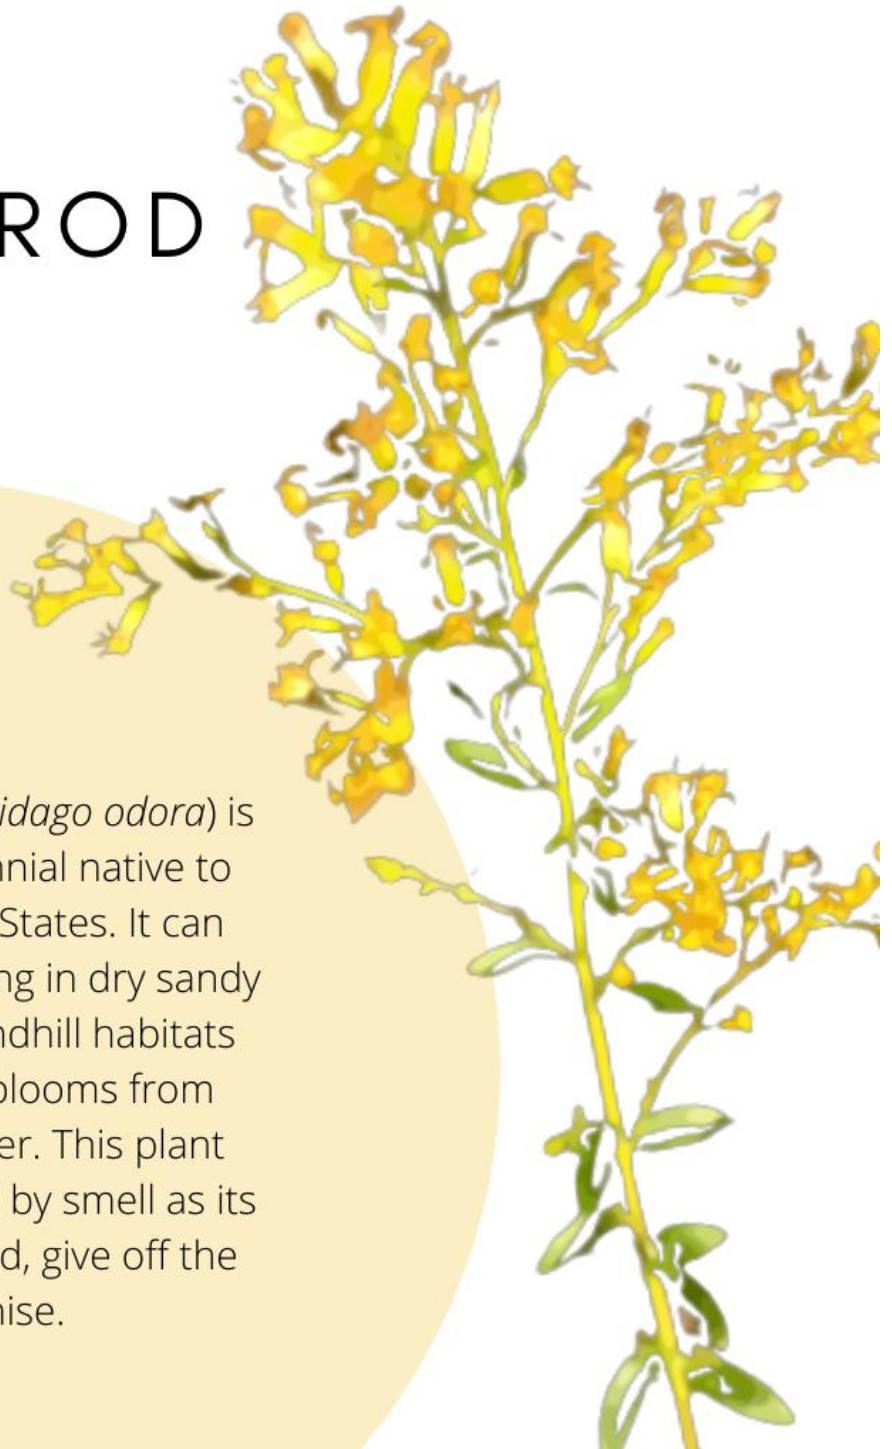 ROD
idago odora) is
nnial native to
States. It can
ng in dry sandy
ndhill habitats
blooms from
er. This plant
by smell as its
d, give off the
nise.